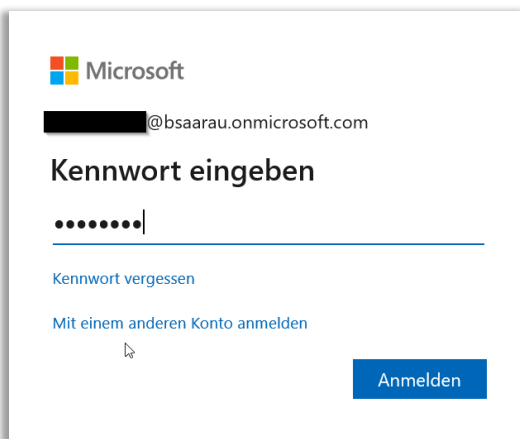 Microsoft
@bsaarau.onmicrosoft.com
Kennwort eingeben
••••••••
Kennwort vergessen
Mit einem anderen Konto anmelden
Anmelden